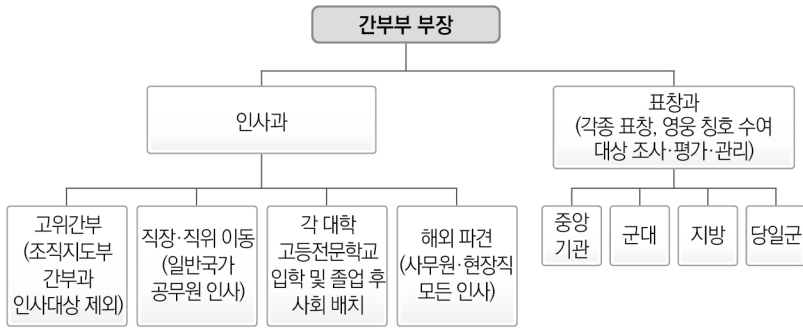 간부부 부장
인사과
표창과
(각종 표창, 영웅 칭호 수여
대상 조사·평가·관리)
고위간부
(조직지도부
간부과
인사대상 제외)
직장·직위 이동
(일반국가
공무원 인사)
각 대학
고등전문학교
입학 및 졸업 후
사회 배치
해외 파견
(사무원·현장직
모든 인사)
중앙
기관
군대
지방
당일군